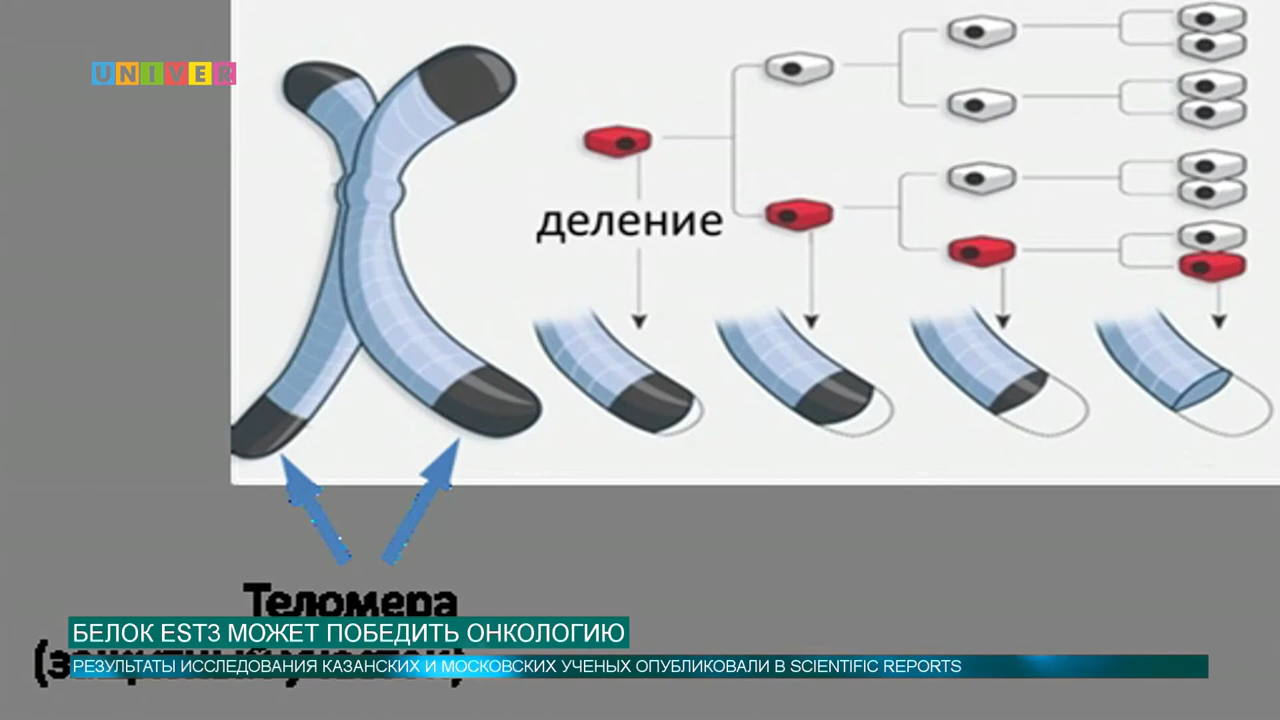 UNIVER
деление
Теломера
БЕЛОК EST3 МОЖЕТ ПОБЕДИТЬ ОНКОЛОГИЮ
РЕЗУЛЬТАТЫ ИССЛЕДОВАНИЯ КАЗАНСКИХ И МОСКОВСКИХ УЧЕНЫХ ОПУБЛИКОВАЛИ В SCIENTIFIC REPORTS